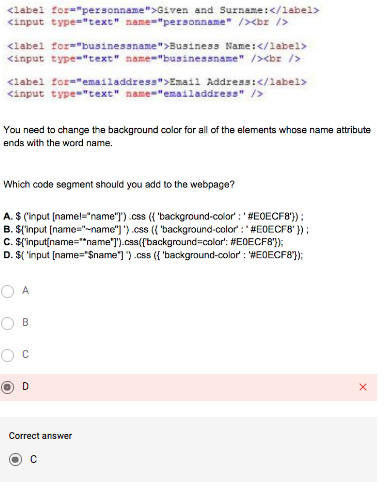 <label for="personname">Given and Surname:</label>
<input type="text" name="personname" /><br />
<label for="businessname">Business Name:</label>
<input type="text" name="businessname" /><br />
<label for="emailaddress">Email Address:</label>
<input type="text" name="emailaddress" />
You need to change the background color for all of the elements whose name attribute
ends with the word name.
Which code segment should you add to the webpage?
A. $ ('input [name!="name"]') .css ({ 'background-color' : ' #E0ECF8'}) ;
B. $('input [name="~name"] ') .css ({ 'background-color' : ' #E0ECF8' }) ;
C. $('input[name="*name"]').css({'background=color': #E0ECF8'});
D. $( 'input [name="$name"] ') .css ({ 'background-color' : '#E0ECF8'});
A
B
C
D
Correct answer
C